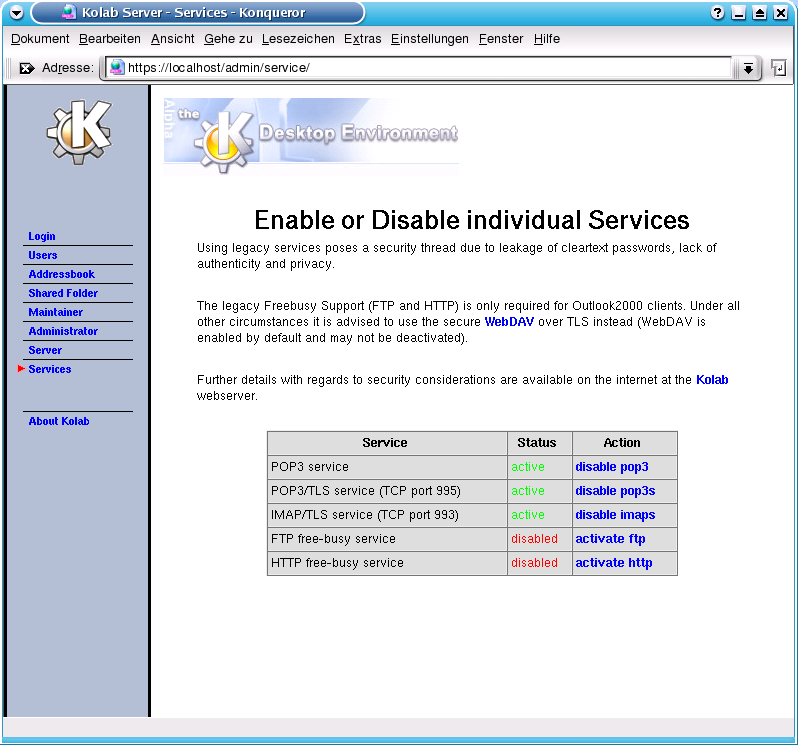 Kolab Server - Services - Konqueror
Dokument Bearbeiten Ansicht Gehe zu Lesezeichen Extras Einstellungen Fenster Hilfe
Adresse: https://localhost/admin/service/
Alpha
the
K Desktop Environment
Login
Users
Addressbook
Shared Folder
Maintainer
Administrator
Server
Services
About Kolab
Enable or Disable individual Services
Using legacy services poses a security thread due to leakage of cleartext passwords, lack of
authenticity and privacy.
The legacy Freebusy Support (FTP and HTTP) is only required for Outlook2000 clients. Under all
other circumstances it is advised to use the secure WebDAV over TLS instead (WebDAV is
enabled by default and may not be deactivated).
Further details with regards to security considerations are available on the internet at the Kolab
webserver.
Service Status Action
POP3 service active disable pop3
POP3/TLS service (TCP port 995) active disable pop3s
IMAP/TLS service (TCP port 993) active disable imaps
FTP free-busy service disabled activate ftp
HTTP free-busy service disabled activate http